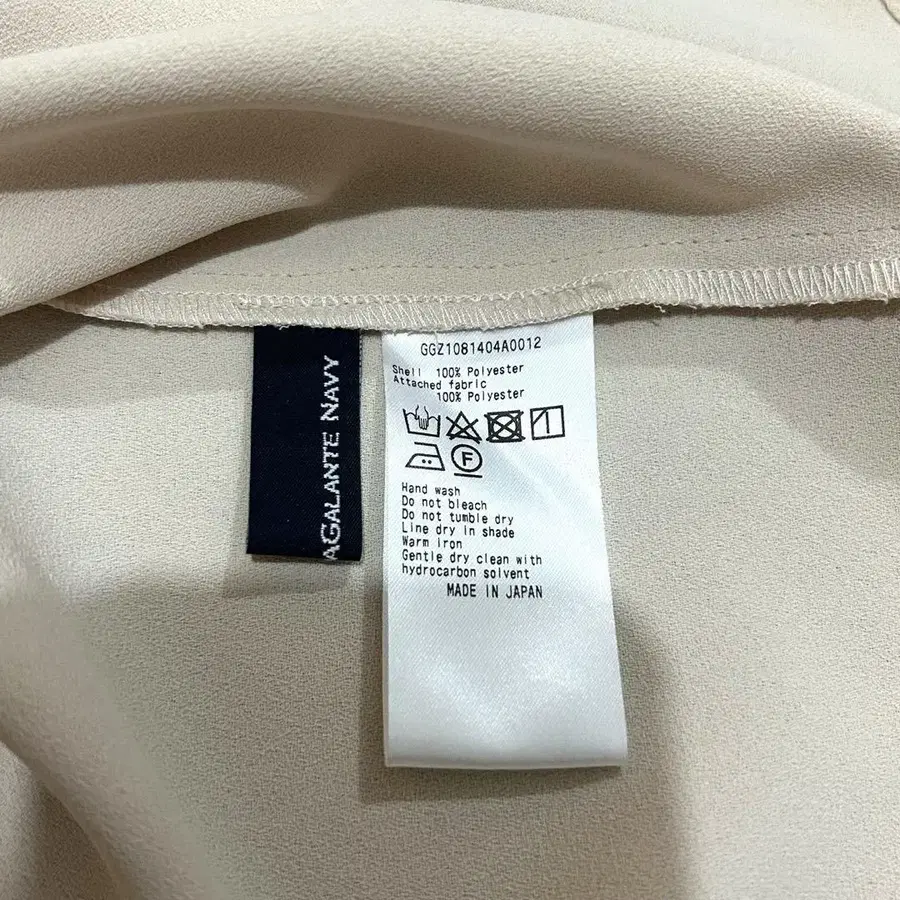 AGALANTE NAVY
GGZ1081404A0012
Shell 100% Polyester
Attached fabric
100% Polyester
F
Hand wash
Do not bleach
Do not tumble dry
Line dry in shade
Warm iron
Gentle dry clean with
hydrocarbon solvent
MADE IN JAPAN